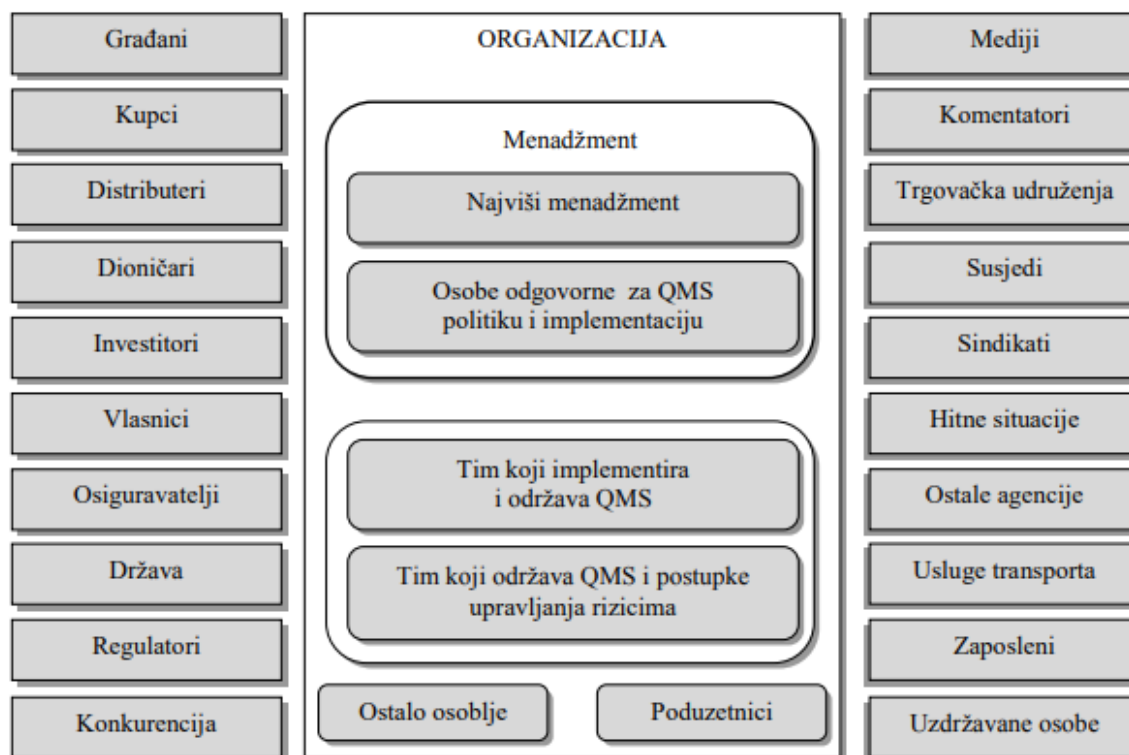 Građani
Kupci
Distributeri
Dioničari
Investitori
Vlasnici
Osiguravatelji
Država
Regulatori
Konkurencija
ORGANIZACIJA
Menadžment
Najviši menadžment
Osobe odgovorne za QMS
politiku i implementaciju
Tim koji implementira
i održava QMS
Tim koji održava QMS i postupke
upravljanja rizicima
Ostalo osoblje
Poduzetnici
Mediji
Komentatori
Trgovačka udruženja
Susjedi
Sindikati
Hitne situacije
Ostale agencije
Usluge transporta
Zaposleni
Uzdržavane osobe